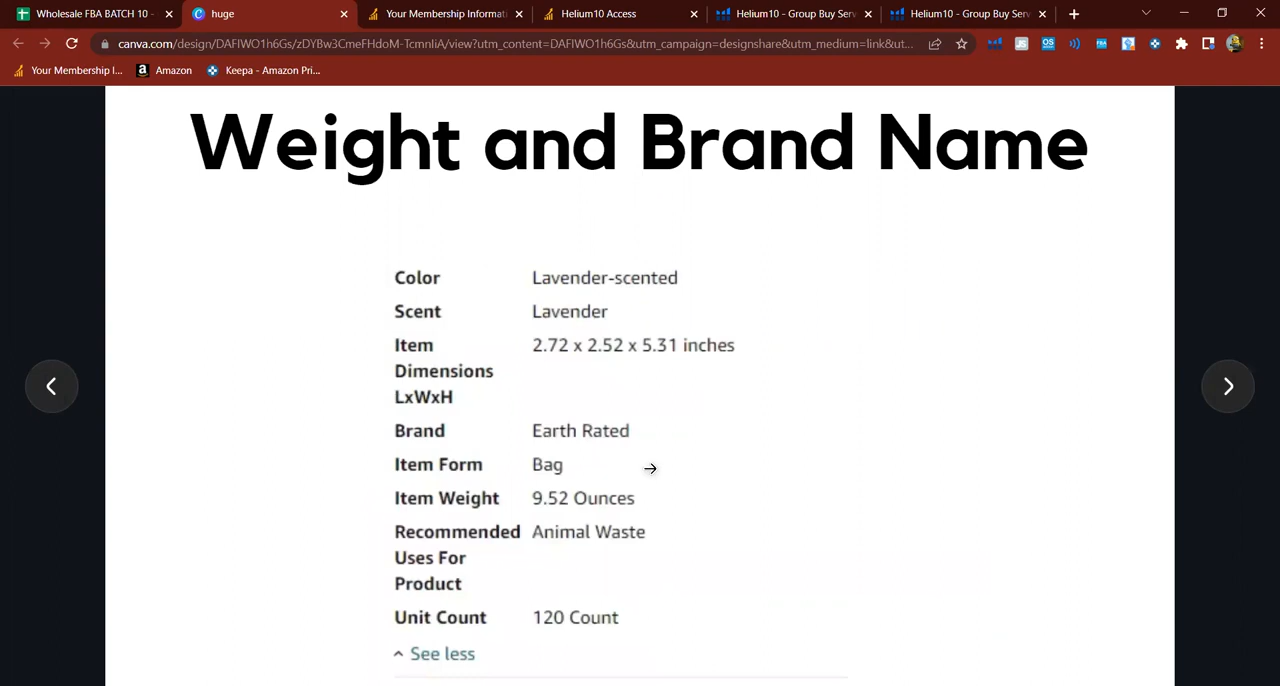 Wholesale FBA BATCH 10 -
huge
Your Membership Informati
Helium10 Access
Helium10 - Group Buy Serv
Helium10 - Group Buy Serv
canva.com/design/DAFIWO1h6Gs/zDYBw3CmeFHdoM-TcmnIiA/view?utm_content=DAFIWO1h6Gs&utm_campaign=designshare&utm_medium=link&ut...
Your Membership I...
Amazon
Keepa - Amazon Pri...
Weight and Brand Name
Color Lavender-scented
Scent Lavender
Item 2.72 x 2.52 x 5.31 inches
Dimensions
LxWxH
Brand Earth Rated
Item Form Bag
Item Weight 9.52 Ounces
Recommended Animal Waste
Uses For
Product
Unit Count 120 Count
See less